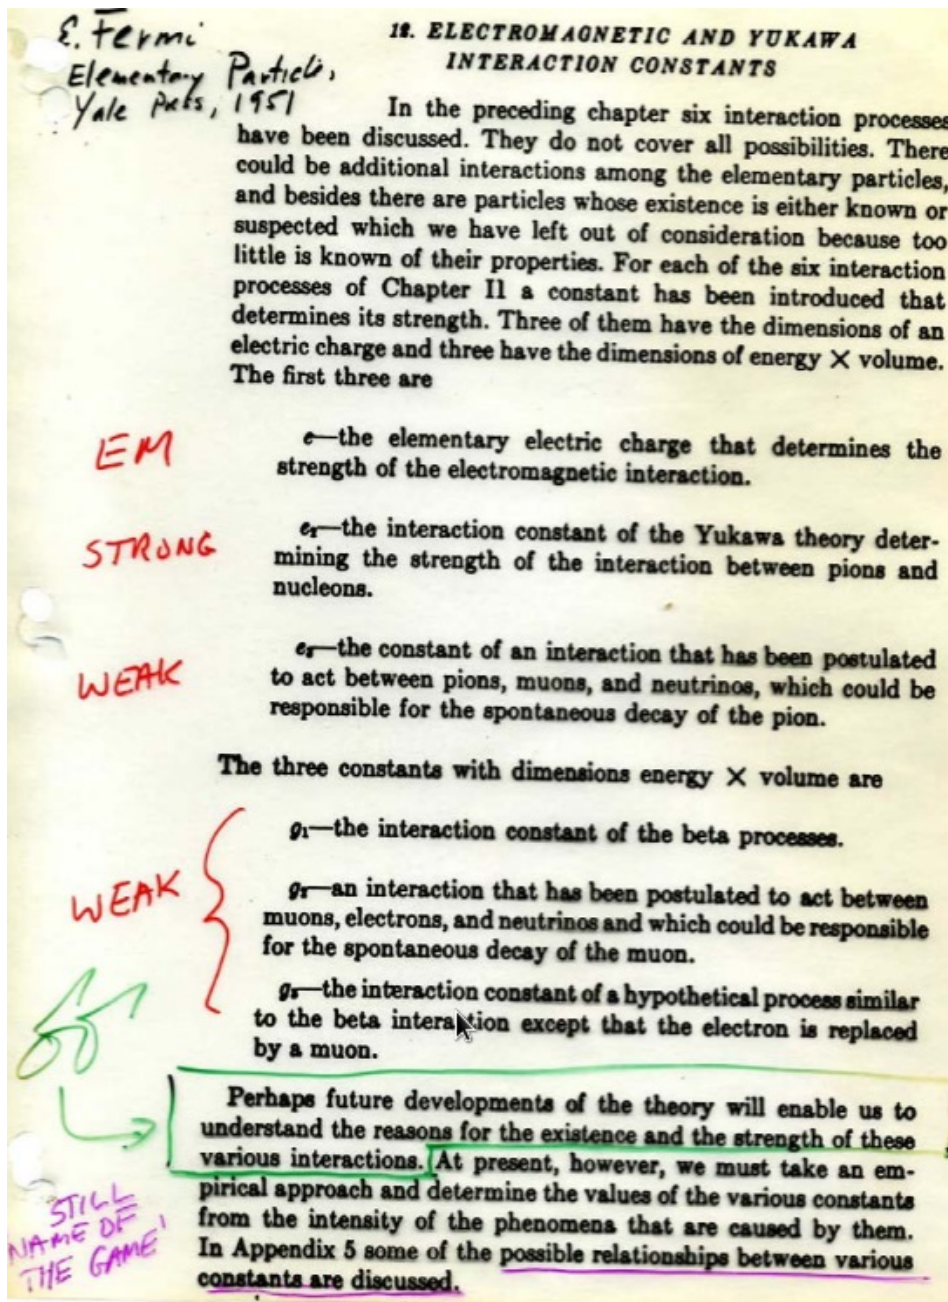 E. Fermi
Elementary Particles,
Yale Press, 1951
12. ELECTROMAGNETIC AND YUKAWA
INTERACTION CONSTANTS
In the preceding chapter six interaction processes
have been discussed. They do not cover all possibilities. There
could be additional interactions among the elementary particles,
and besides there are particles whose existence is either known or
suspected which we have left out of consideration because too
little is known of their properties. For each of the six interaction
processes of Chapter II a constant has been introduced that
determines its strength. Three of them have the dimensions of an
electric charge and three have the dimensions of energy × volume.
The first three are
EM
e—the elementary electric charge that determines the
strength of the electromagnetic interaction.
STRONG
e₂—the interaction constant of the Yukawa theory deter-
mining the strength of the interaction between pions and
nucleons.
WEAK
e₃—the constant of an interaction that has been postulated
to act between pions, muons, and neutrinos, which could be
responsible for the spontaneous decay of the pion.
The three constants with dimensions energy × volume are
WEAK
g₁—the interaction constant of the beta processes.
g₂—an interaction that has been postulated to act between
muons, electrons, and neutrinos and which could be responsible
for the spontaneous decay of the muon.
g₃—the interaction constant of a hypothetical process similar
to the beta interaction except that the electron is replaced
by a muon.
Perhaps future developments of the theory will enable us to
understand the reasons for the existence and the strength of these
various interactions. At present, however, we must take an em-
pirical approach and determine the values of the various constants
from the intensity of the phenomena that are caused by them.
In Appendix 5 some of the possible relationships between various
constants are discussed.
STILL
NAME OF
THE GAME!